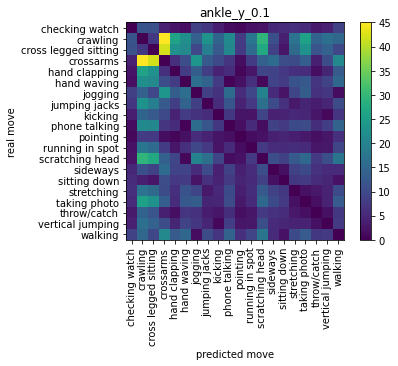 ankle_y_0.1
real move
checking watch
crawling
cross legged sitting
crossarms
hand clapping
hand waving
jogging
jumping jacks
kicking
phone talking
pointing
running in spot
scratching head
sideways
sitting down
stretching
taking photo
throw/catch
vertical jumping
walking
checking watch
crawling
cross legged sitting
crossarms
hand clapping
hand waving
jogging
jumping jacks
kicking
phone talking
pointing
running in spot
scratching head
sideways
sitting down
stretching
taking photo
throw/catch
vertical jumping
walking
predicted move
45
40
35
30
25
20
15
10
5
0